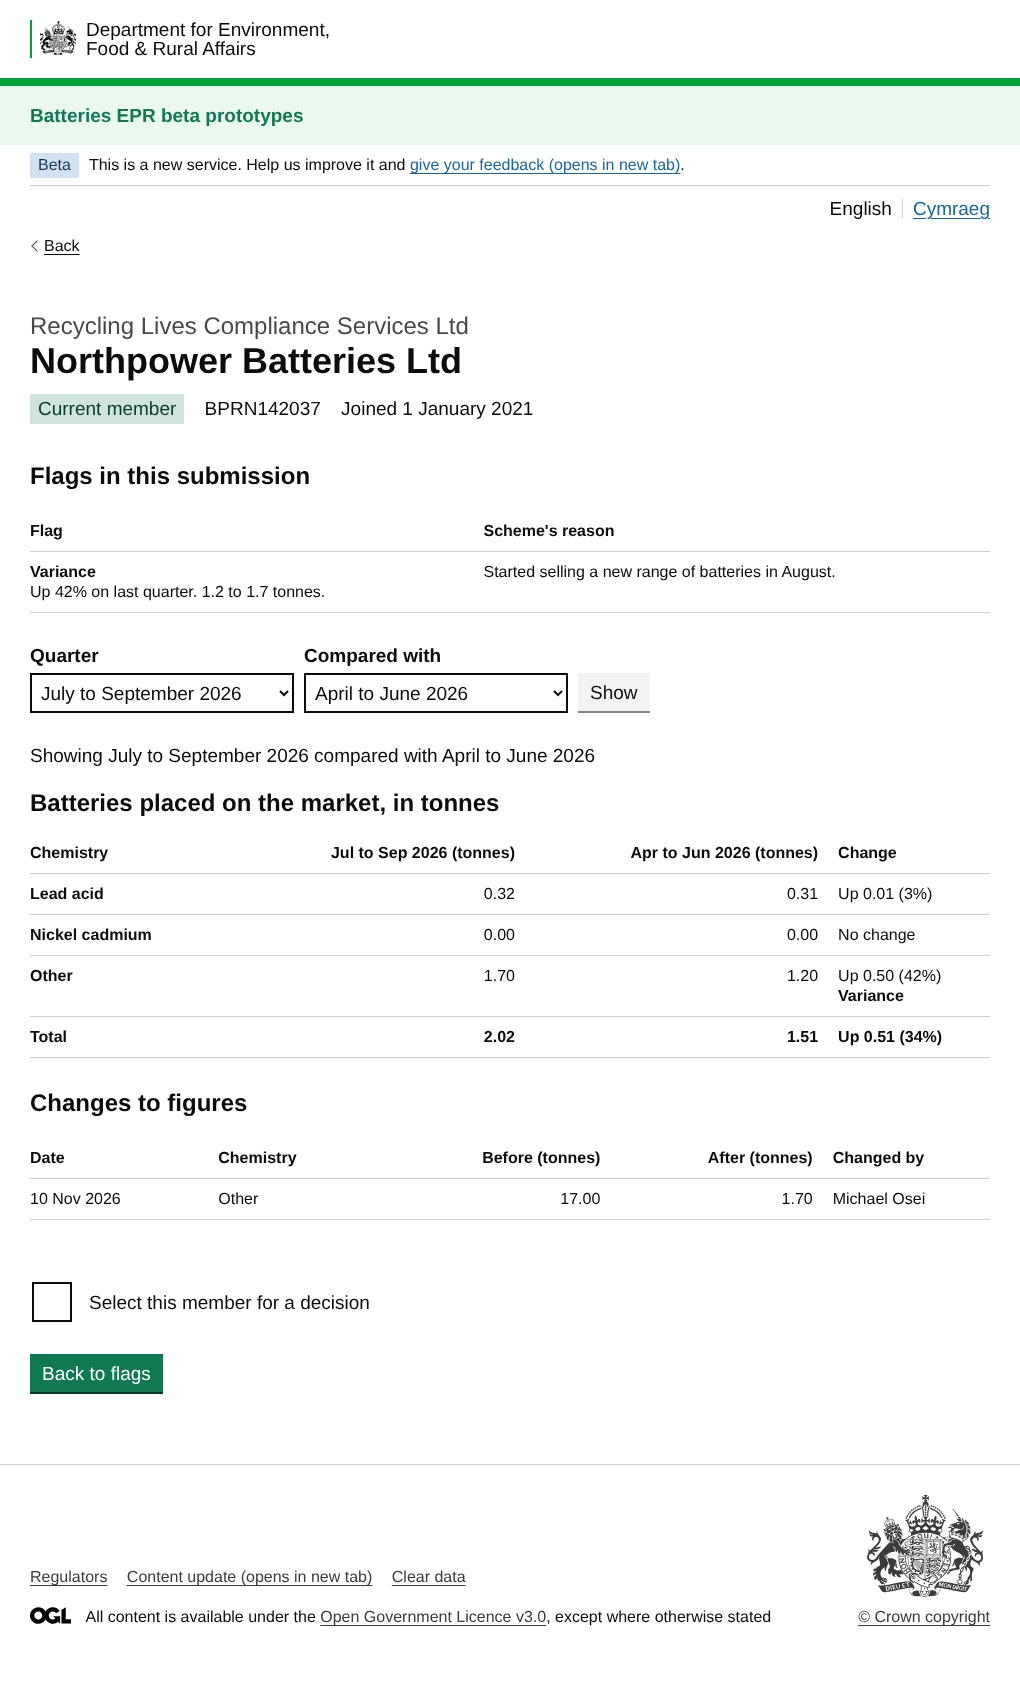 Department for Environment,
Food & Rural Affairs
Batteries EPR beta prototypes
Beta This is a new service. Help us improve it and give your feedback (opens in new tab).
English Cymraeg
Back
Recycling Lives Compliance Services Ltd
Northpower Batteries Ltd
Current member BPRN142037 Joined 1 January 2021
Flags in this submission
Flag Scheme's reason
Variance Started selling a new range of batteries in August.
Up 42% on last quarter. 1.2 to 1.7 tonnes.
Quarter Compared with
July to September 2026 April to June 2026 Show
Showing July to September 2026 compared with April to June 2026
Batteries placed on the market, in tonnes
Chemistry Jul to Sep 2026 (tonnes) Apr to Jun 2026 (tonnes) Change
Lead acid 0.32 0.31 Up 0.01 (3%)
Nickel cadmium 0.00 0.00 No change
Other 1.70 1.20 Up 0.50 (42%)
Variance
Total 2.02 1.51 Up 0.51 (34%)
Changes to figures
Date Chemistry Before (tonnes) After (tonnes) Changed by
10 Nov 2026 Other 17.00 1.70 Michael Osei
Select this member for a decision
Back to flags
DIEU ET MON DROIT
Regulators Content update (opens in new tab) Clear data
OGL All content is available under the Open Government Licence v3.0, except where otherwise stated
© Crown copyright